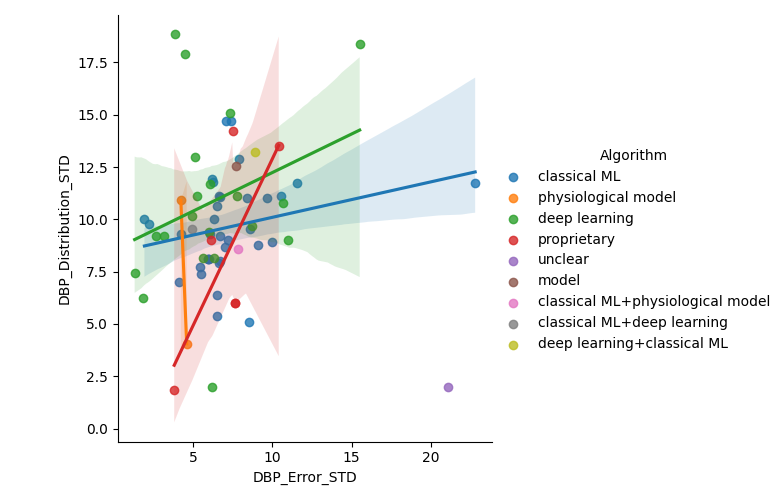 17.5
15.0
12.5
10.0
7.5
5.0
2.5
0.0
DBP_Distribution_STD
5
10
15
20
DBP_Error_STD
Algorithm
classical ML
physiological model
deep learning
proprietary
unclear
model
classical ML+physiological model
classical ML+deep learning
deep learning+classical ML